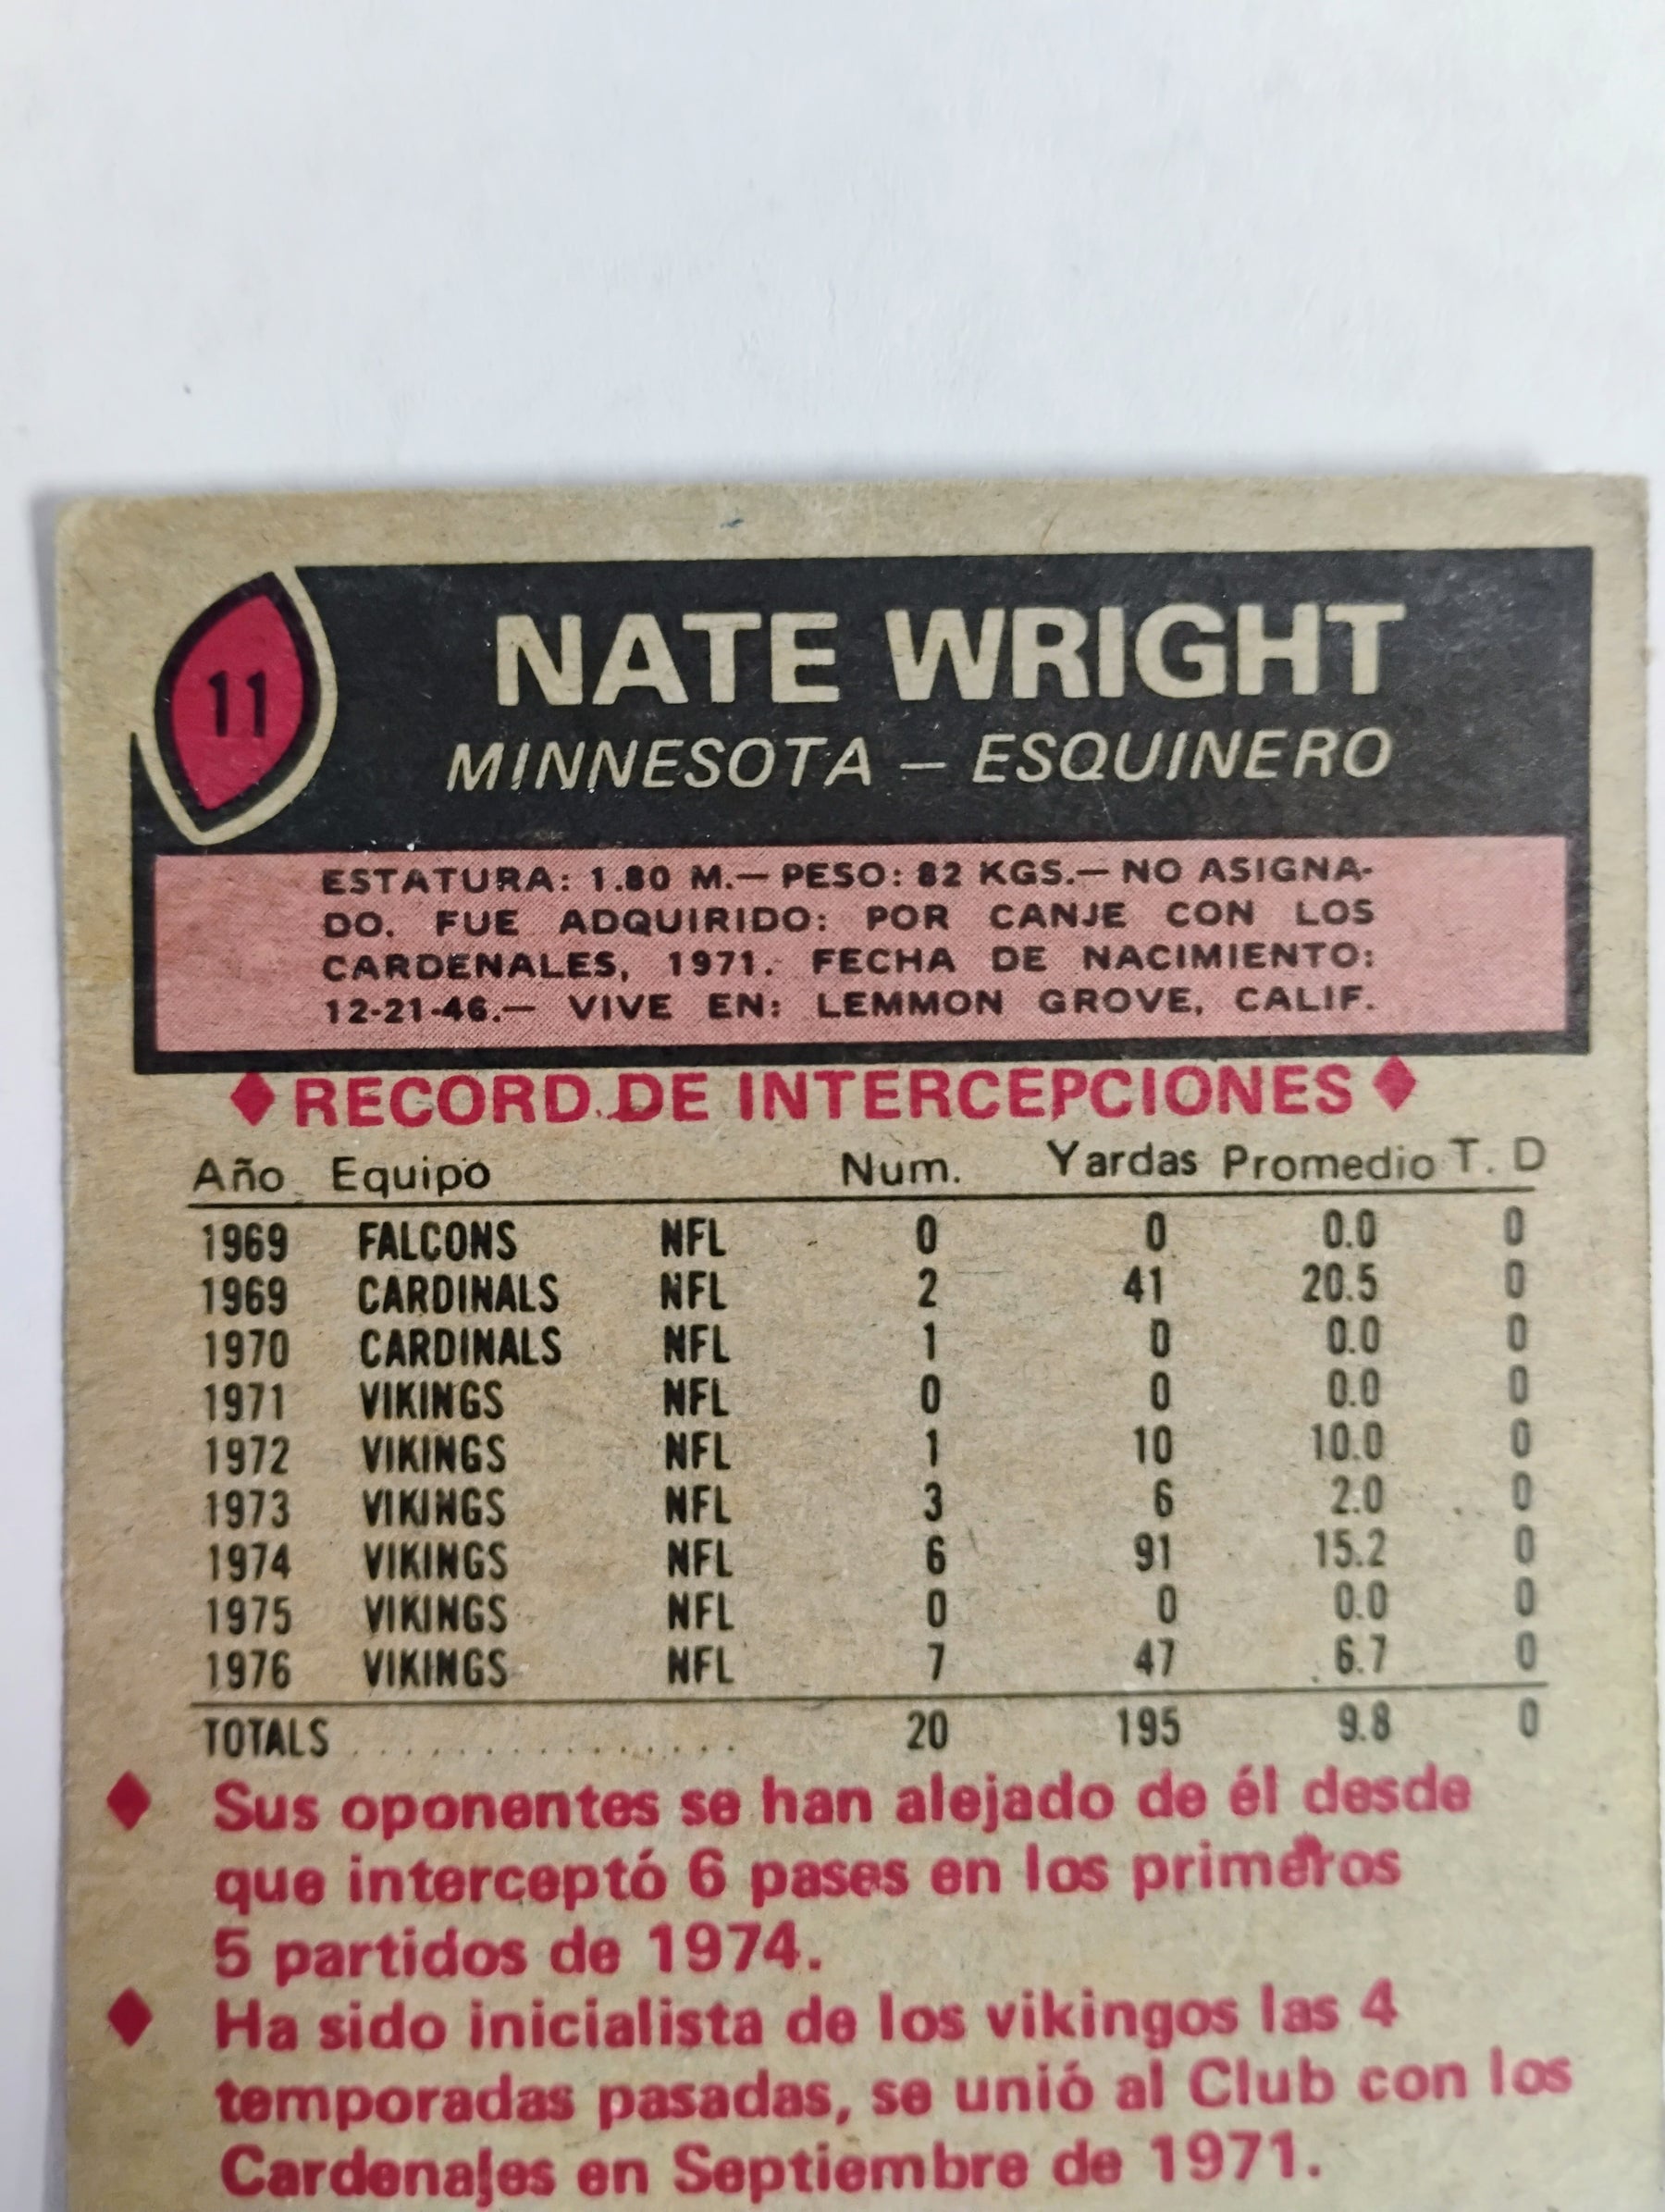 11
NATE WRIGHT
MINNESOTA – ESQUINERO
ESTATURA: 1.80 M.— PESO: 82 KGS.— NO ASIGNA-
DO. FUE ADQUIRIDO: POR CANJE CON LOS
CARDENALES, 1971. FECHA DE NACIMIENTO:
12-21-46.— VIVE EN: LEMMON GROVE, CALIF.
♦ RECORD DE INTERCEPCIONES ♦
Año Equipo Num. Yardas Promedio T. D
1969 FALCONS NFL 0 0 0.0 0
1969 CARDINALS NFL 2 41 20.5 0
1970 CARDINALS NFL 1 0 0.0 0
1971 VIKINGS NFL 0 0 0.0 0
1972 VIKINGS NFL 1 10 10.0 0
1973 VIKINGS NFL 3 6 2.0 0
1974 VIKINGS NFL 6 91 15.2 0
1975 VIKINGS NFL 0 0 0.0 0
1976 VIKINGS NFL 7 47 6.7 0
TOTALS ................ 20 195 9.8 0
♦ Sus oponentes se han alejado de él desde
que interceptó 6 pases en los primeros
5 partidos de 1974.
♦ Ha sido inicialista de los vikingos las 4
temporadas pasadas, se unió al Club con los
Cardenales en Septiembre de 1971.